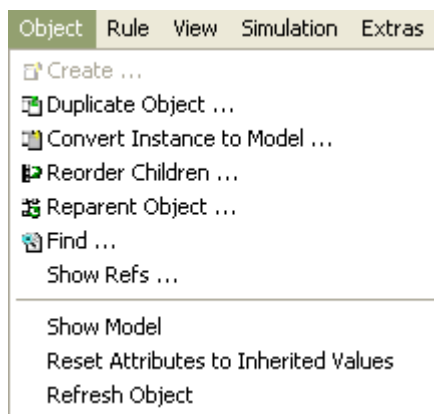 Object Rule View Simulation Extras
Create ...
Duplicate Object ...
Convert Instance to Model ...
Reorder Children ...
Reparent Object ...
Find ...
Show Refs ...
Show Model
Reset Attributes to Inherited Values
Refresh Object